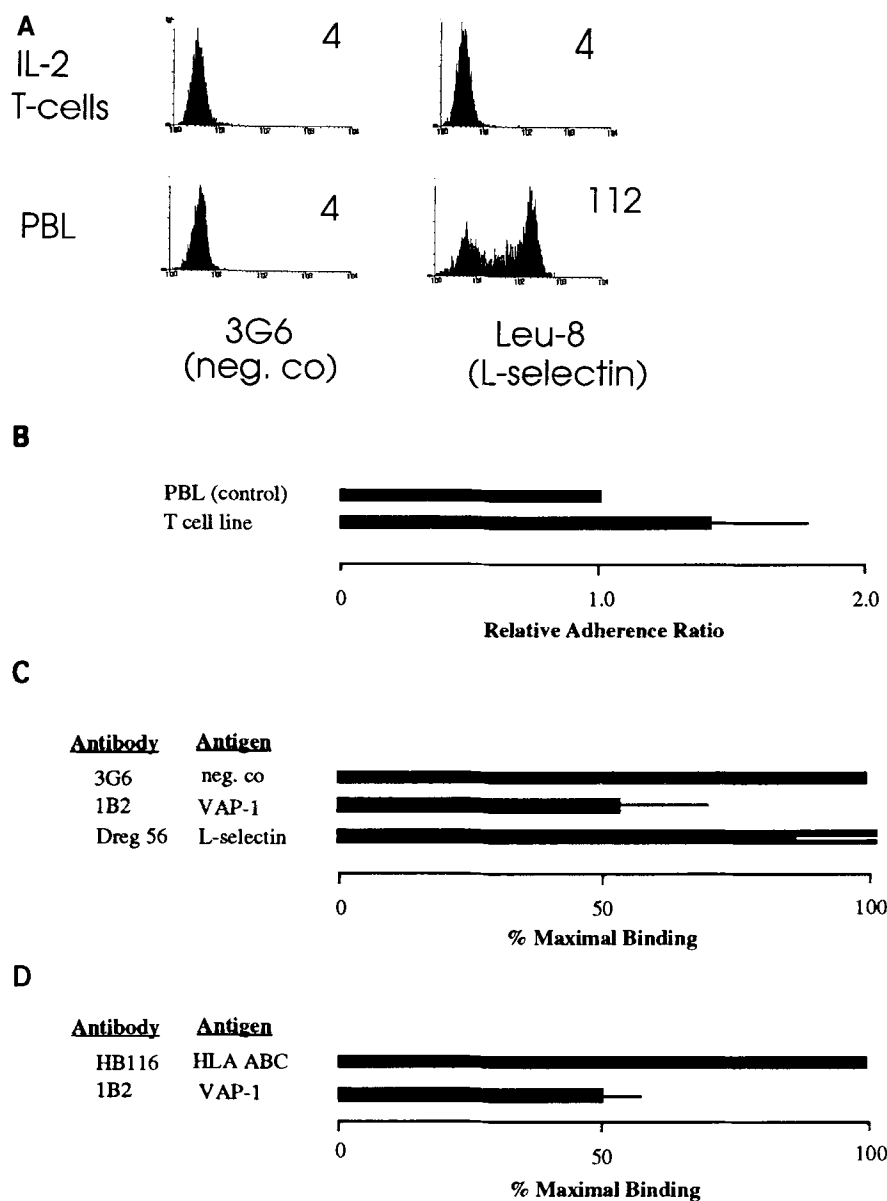 A
IL-2
T-cells
4
4
PBL
4
112
3G6
(neg. co)
Leu-8
(L-selectin)
B
PBL (control)
T cell line
0 1.0 2.0
Relative Adherence Ratio
C
Antibody Antigen
3G6 neg. co
1B2 VAP-1
Dreg 56 L-selectin
0 50 100
% Maximal Binding
D
Antibody Antigen
HB116 HLA ABC
1B2 VAP-1
0 50 100
% Maximal Binding